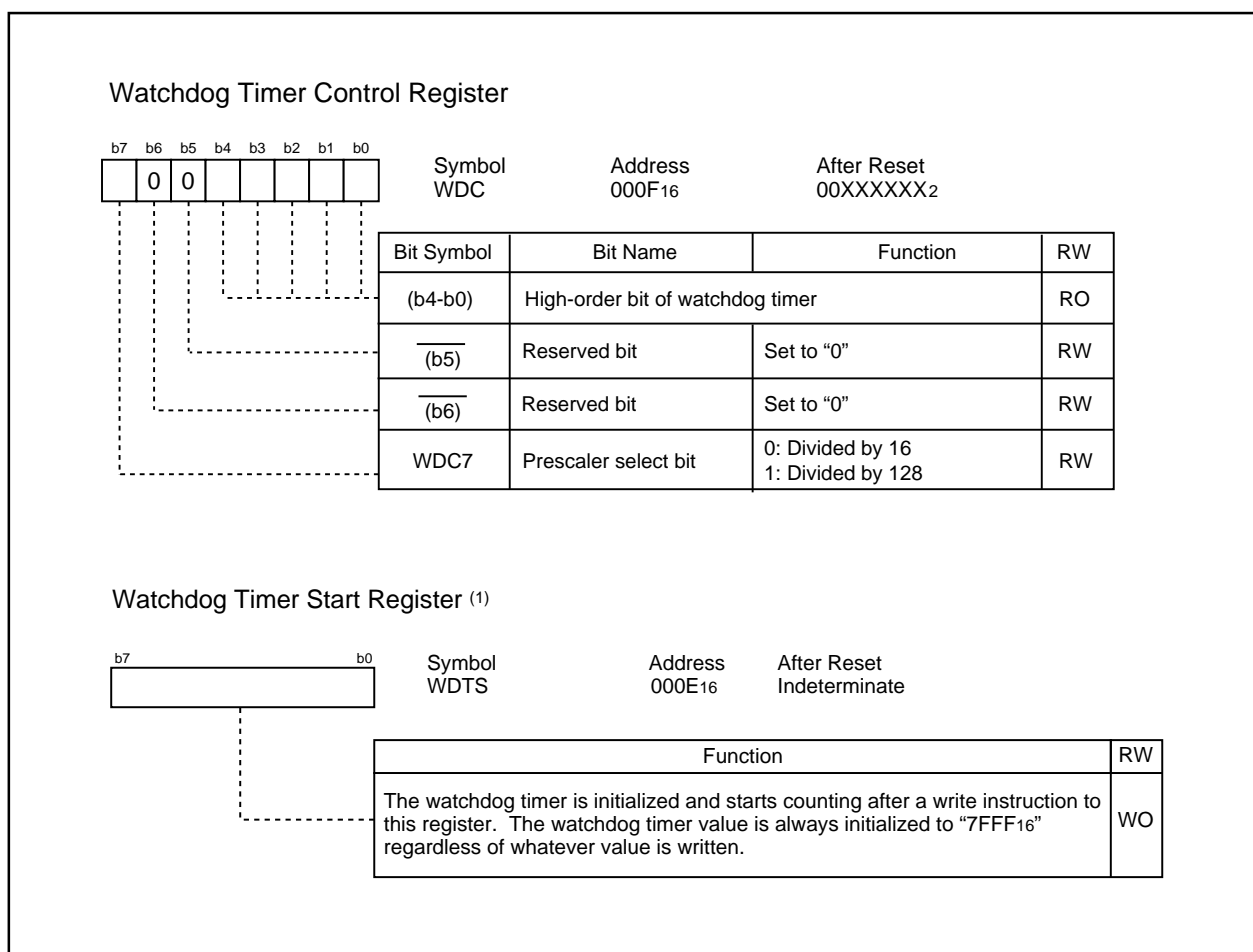 Watchdog Timer Control Register
b7 b6 b5 b4 b3 b2 b1 b0
0 0
Symbol Address After Reset
WDC 000F16 00XXXXXX2
Bit Symbol Bit Name Function RW
(b4-b0) High-order bit of watchdog timer RO
(b5) Reserved bit Set to “0” RW
(b6) Reserved bit Set to “0” RW
WDC7 Prescaler select bit 0: Divided by 16
1: Divided by 128 RW
Watchdog Timer Start Register (1)
b7 b0
Symbol Address After Reset
WDTS 000E16 Indeterminate
Function RW
The watchdog timer is initialized and starts counting after a write instruction to
this register. The watchdog timer value is always initialized to “7FFF16”
regardless of whatever value is written.
WO